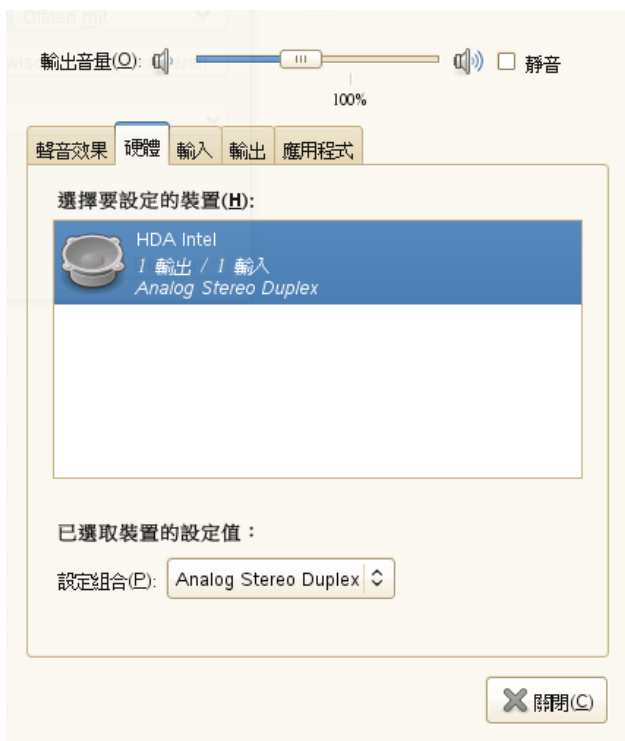 Öffnen mit
輸出音量(O):
靜音
100%
聲音效果 硬體 輸入 輸出 應用程式
選擇要設定的裝置(H):
HDA Intel
1 輸出 / 1 輸入
Analog Stereo Duplex
已選取裝置的設定值：
設定組合(P): Analog Stereo Duplex
關閉(C)